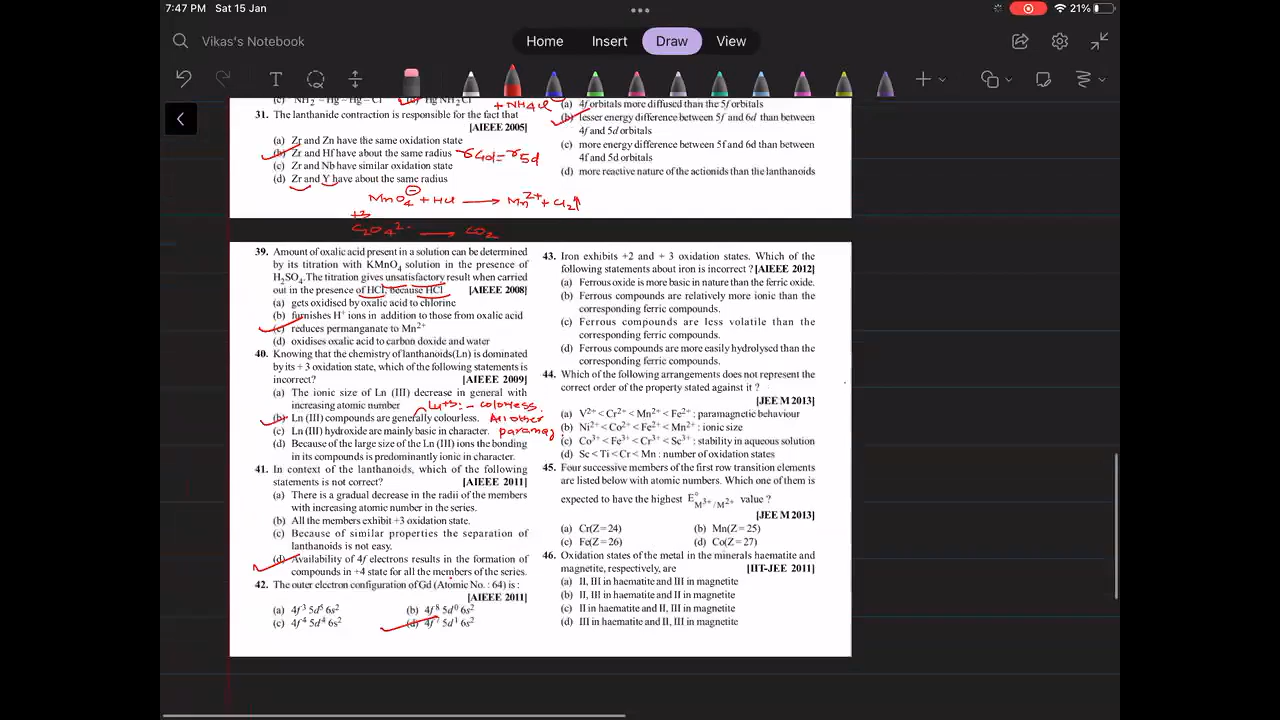 7:47 PM Sat 15 Jan
21%
Vikas's Notebook
Home Insert Draw View
(c) NH2 – Hg – Hg – Cl
Hg NH2Cl
31. The lanthanide contraction is responsible for the fact that
[AIEEE 2005]
(a) Zr and Zn have the same oxidation state
(b) Zr and Hf have about the same radius r4d = r5d
(c) Zr and Nb have similar oxidation state
(d) Zr and Y have about the same radius
+ NH4Cl
(a) 4f orbitals more diffused than the 5f orbitals
(b) lesser energy difference between 5f and 6d than between
4f and 5d orbitals
(c) more energy difference between 5f and 6d than between
4f and 5d orbitals
(d) more reactive nature of the actionids than the lanthanoids
MnO4⊖ + HCl ⟶ Mn2+ + Cl2↑
+3
C2O42- ⟶ CO2
39. Amount of oxalic acid present in a solution can be determined
by its titration with KMnO4 solution in the presence of
H2SO4. The titration gives unsatisfactory result when carried
out in the presence of HCl, because HCl [AIEEE 2008]
(a) gets oxidised by oxalic acid to chlorine
(b) furnishes H+ ions in addition to those from oxalic acid
(c) reduces permanganate to Mn2+
(d) oxidises oxalic acid to carbon doxide and water
40. Knowing that the chemistry of lanthanoids(Ln) is dominated
by its + 3 oxidation state, which of the following statements is
incorrect? [AIEEE 2009]
(a) The ionic size of Ln (III) decrease in general with
increasing atomic number Lu+3: – colorless.
(b) Ln (III) compounds are generally colourless. All other
(c) Ln (III) hydroxide are mainly basic in character. paramag
(d) Because of the large size of the Ln (III) ions the bonding
in its compounds is predominantly ionic in character.
41. In context of the lanthanoids, which of the following
statements is not correct? [AIEEE 2011]
(a) There is a gradual decrease in the radii of the members
with increasing atomic number in the series.
(b) All the members exhibit +3 oxidation state.
(c) Because of similar properties the separation of
lanthanoids is not easy.
(d) Availability of 4f electrons results in the formation of
compounds in +4 state for all the members of the series.
42. The outer electron configuration of Gd (Atomic No. : 64) is :
[AIEEE 2011]
(a) 4f3 5d5 6s2 (b) 4f8 5d0 6s2
(c) 4f4 5d4 6s2 (d) 4f7 5d1 6s2
43. Iron exhibits +2 and + 3 oxidation states. Which of the
following statements about iron is incorrect ? [AIEEE 2012]
(a) Ferrous oxide is more basic in nature than the ferric oxide.
(b) Ferrous compounds are relatively more ionic than the
corresponding ferric compounds.
(c) Ferrous compounds are less volatile than the
corresponding ferric compounds.
(d) Ferrous compounds are more easily hydrolysed than the
corresponding ferric compounds.
44. Which of the following arrangements does not represent the
correct order of the property stated against it ?
[JEE M 2013]
(a) V2+ < Cr2+ < Mn2+ < Fe2+ : paramagnetic behaviour
(b) Ni2+ < Co2+ < Fe2+ < Mn2+ : ionic size
(c) Co3+ < Fe3+ < Cr3+ < Sc3+ : stability in aqueous solution
(d) Sc < Ti < Cr < Mn : number of oxidation states
45. Four successive members of the first row transition elements
are listed below with atomic numbers. Which one of them is
expected to have the highest E°M3+/M2+ value ?
[JEE M 2013]
(a) Cr(Z = 24) (b) Mn(Z = 25)
(c) Fe(Z = 26) (d) Co(Z = 27)
46. Oxidation states of the metal in the minerals haematite and
magnetite, respectively, are [IIT-JEE 2011]
(a) II, III in haematite and III in magnetite
(b) II, III in haematite and II in magnetite
(c) II in haematite and II, III in magnetite
(d) III in haematite and II, III in magnetite